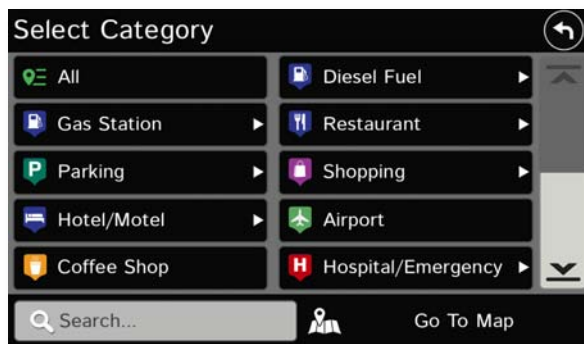 Select Category
All
Diesel Fuel
Gas Station
Restaurant
P Parking
Shopping
Hotel/Motel
Airport
Coffee Shop
H Hospital/Emergency
Search...
Go To Map